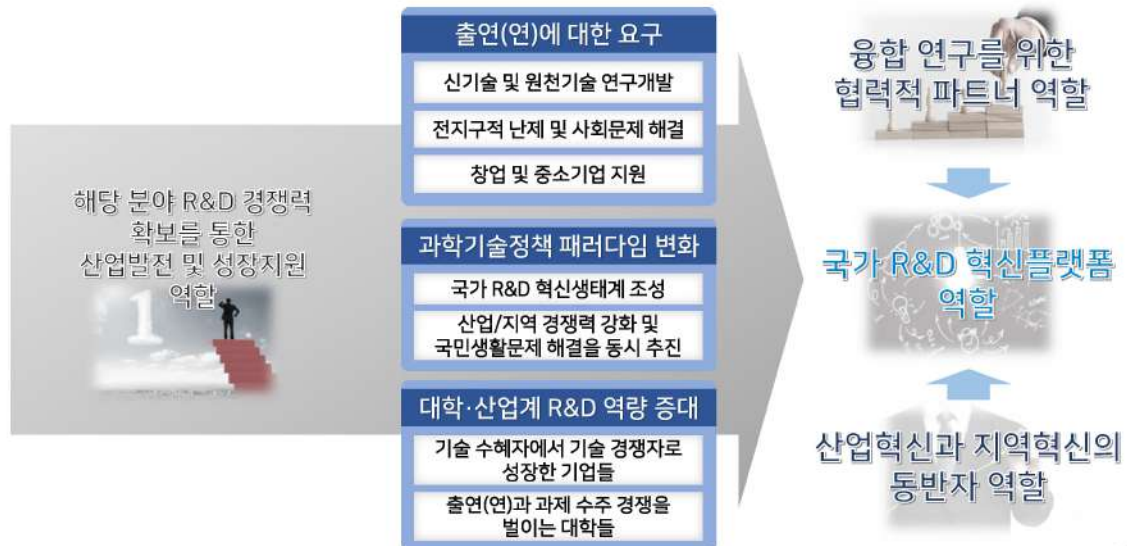 해당 분야 R&D 경쟁력
확보를 통한
산업발전 및 성장지원
역할
1
출연(연)에 대한 요구
신기술 및 원천기술 연구개발
전지구적 난제 및 사회문제 해결
창업 및 중소기업 지원
과학기술정책 패러다임 변화
국가 R&D 혁신생태계 조성
산업/지역 경쟁력 강화 및
국민생활문제 해결을 동시 추진
대학·산업계 R&D 역량 증대
기술 수혜자에서 기술 경쟁자로
성장한 기업들
출연(연)과 과제 수주 경쟁을
벌이는 대학들
융합 연구를 위한
협력적 파트너 역할
국가 R&D 혁신플랫폼
역할
산업혁신과 지역혁신의
동반자 역할